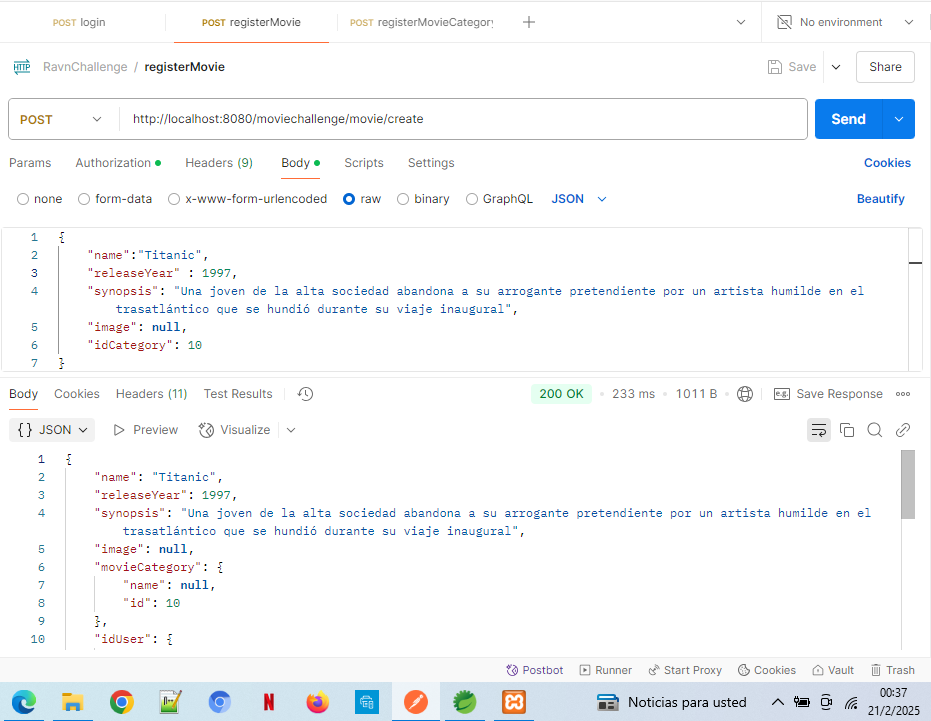 POST login
POST registerMovie
POST registerMovieCategory
No environment
HTTP RavnChallenge / registerMovie
Save
Share
POST
http://localhost:8080/moviechallenge/movie/create
Send
Params Authorization Headers (9) Body Scripts Settings Cookies
none form-data x-www-form-urlencoded raw binary GraphQL JSON Beautify
1 {
2 "name":"Titanic",
3 "releaseYear" : 1997,
4 "synopsis": "Una joven de la alta sociedad abandona a su arrogante pretendiente por un artista humilde en el
trasatlántico que se hundió durante su viaje inaugural",
5 "image": null,
6 "idCategory": 10
7 }
Body Cookies Headers (11) Test Results 200 OK 233 ms 1011 B e.g. Save Response
{} JSON Preview Visualize
1 {
2 "name": "Titanic",
3 "releaseYear": 1997,
4 "synopsis": "Una joven de la alta sociedad abandona a su arrogante pretendiente por un artista humilde en el
trasatlántico que se hundió durante su viaje inaugural",
5 "image": null,
6 "movieCategory": {
7 "name": null,
8 "id": 10
9 },
10 "idUser": {
Postbot Runner Start Proxy Cookies Vault Trash
Noticias para usted
00:37
21/2/2025